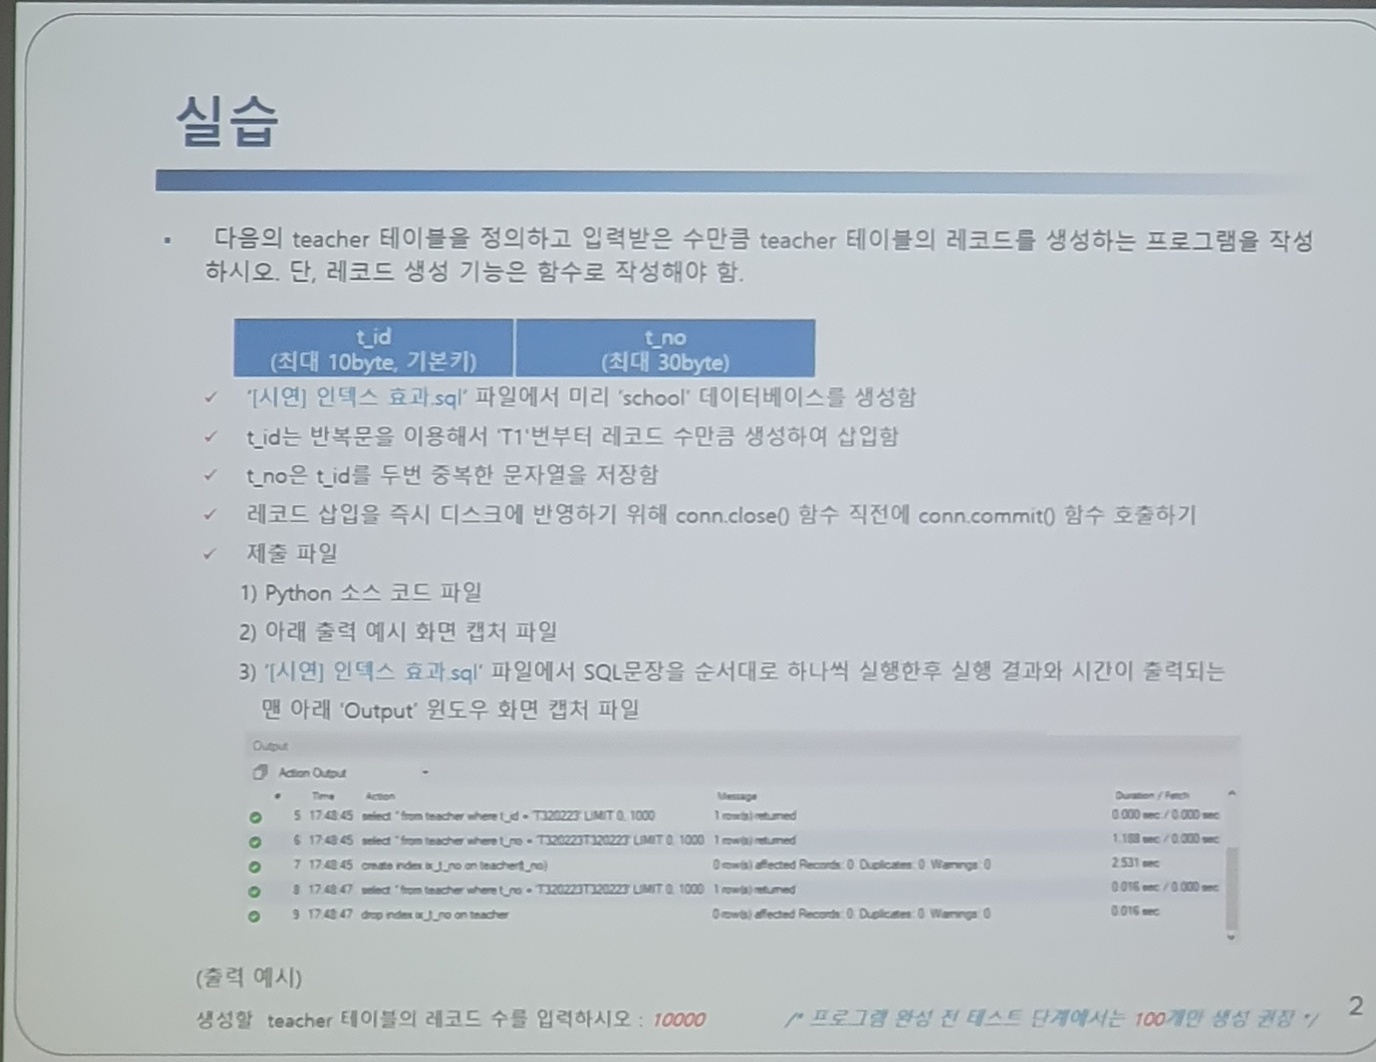 실습
▪ 다음의 teacher 테이블을 정의하고 입력받은 수만큼 teacher 테이블의 레코드를 생성하는 프로그램을 작성
하시오. 단, 레코드 생성 기능은 함수로 작성해야 함.
t_id t_no
(최대 10byte, 기본키) (최대 30byte)
✓ '[시연] 인덱스 효과.sql' 파일에서 미리 'school' 데이터베이스를 생성함
✓ t_id는 반복문을 이용해서 'T1'번부터 레코드 수만큼 생성하여 삽입함
✓ t_no은 t_id를 두번 중복한 문자열을 저장함
✓ 레코드 삽입을 즉시 디스크에 반영하기 위해 conn.close() 함수 직전에 conn.commit() 함수 호출하기
✓ 제출 파일
1) Python 소스 코드 파일
2) 아래 출력 예시 화면 캡처 파일
3) '[시연] 인덱스 효과.sql' 파일에서 SQL문장을 순서대로 하나씩 실행한후 실행 결과와 시간이 출력되는
맨 아래 'Output' 윈도우 화면 캡처 파일
Output
Action Output
# Time Action Message Duration / Fetch
5 17:48:45 select * from teacher where t_id = 'T320223' LIMIT 0, 1000 1 row(s) returned 0.000 sec / 0.000 sec
6 17:48:45 select * from teacher where t_no = 'T320223T320223' LIMIT 0, 1000 1 row(s) returned 1.188 sec / 0.000 sec
7 17:48:45 create index ix_t_no on teacher(t_no) 0 row(s) affected Records: 0 Duplicates: 0 Warnings: 0 2.531 sec
8 17:48:47 select * from teacher where t_no = 'T320223T320223' LIMIT 0, 1000 1 row(s) returned 0.016 sec / 0.000 sec
9 17:48:47 drop index ix_t_no on teacher 0 row(s) affected Records: 0 Duplicates: 0 Warnings: 0 0.016 sec
(출력 예시)
생성할 teacher 테이블의 레코드 수를 입력하시오 : 10000 /* 프로그램 완성 전 테스트 단계에서는 100개만 생성 권장 */
2